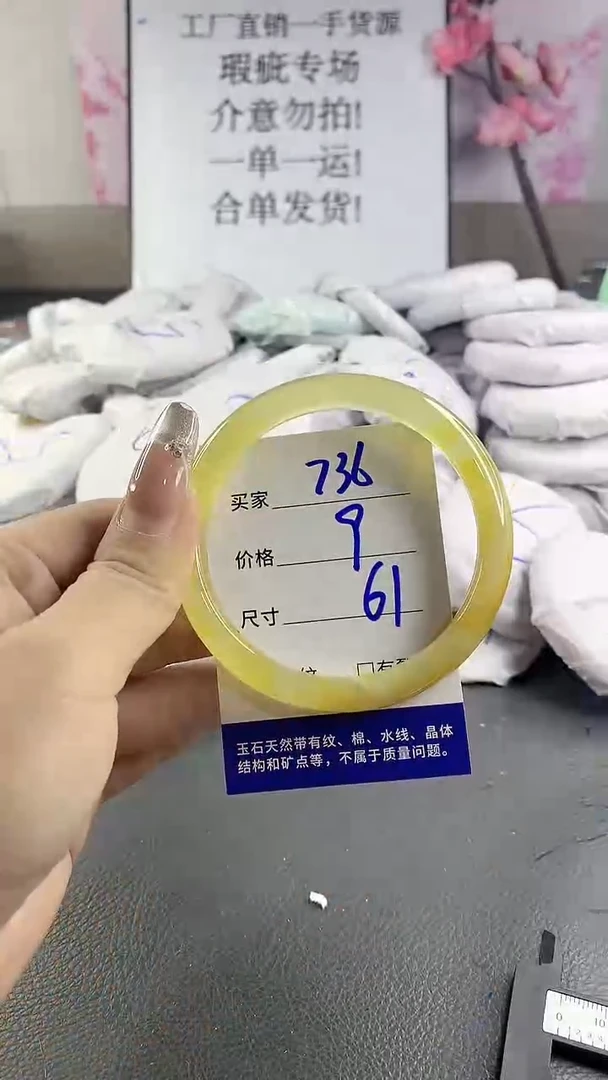 工厂直销一手货源
瑕疵专场
介意勿拍!
一单一运!
合单发货!
买家 736
价格 9
尺寸 61
玉石天然带有纹、棉、水线、晶体
结构和矿点等，不属于质量问题。
0 10